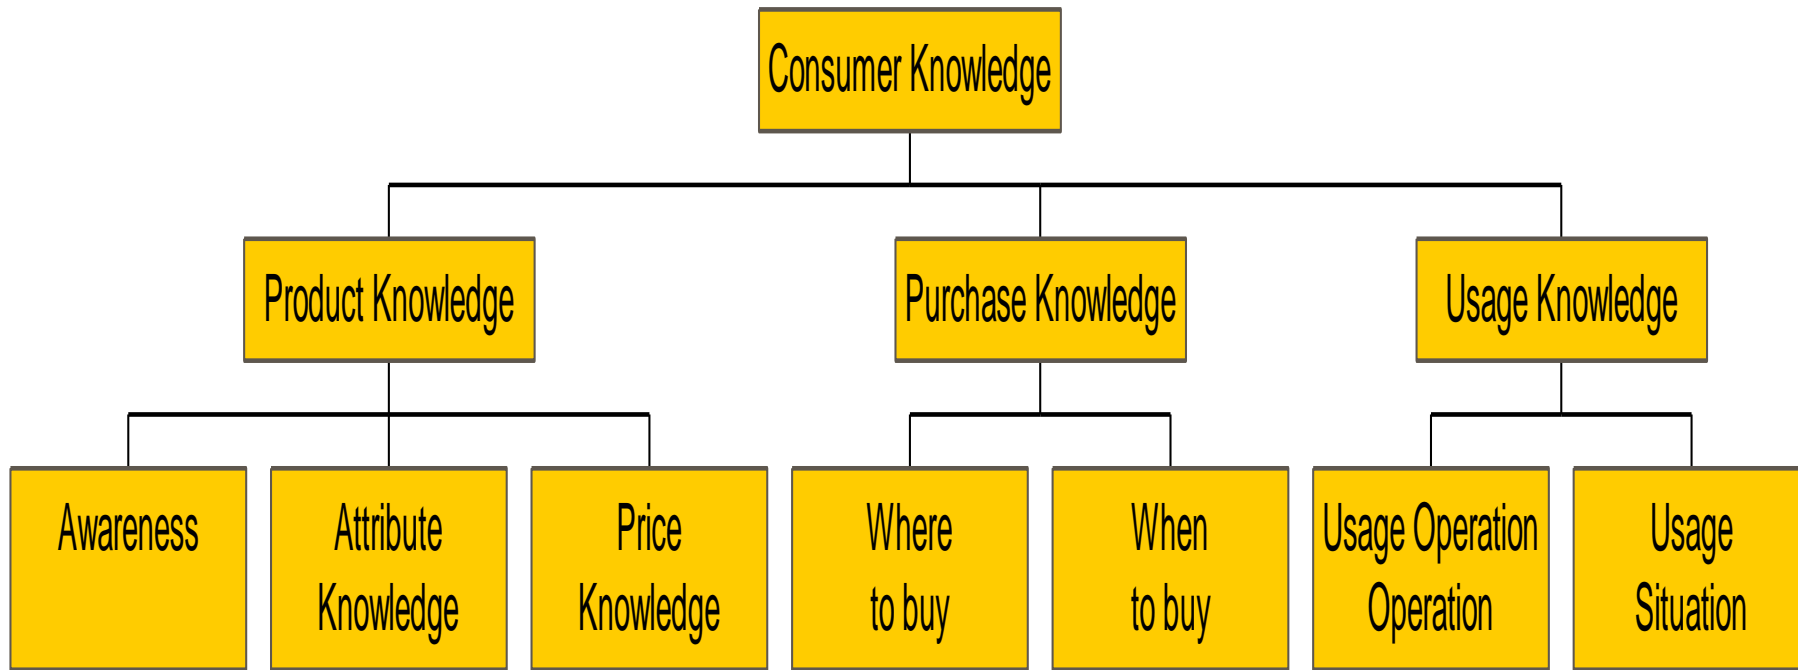 Consumer Knowledge
Product Knowledge
Purchase Knowledge
Usage Knowledge
Awareness
Attribute
Knowledge
Price
Knowledge
Where
to buy
When
to buy
Usage Operation
Operation
Usage
Situation